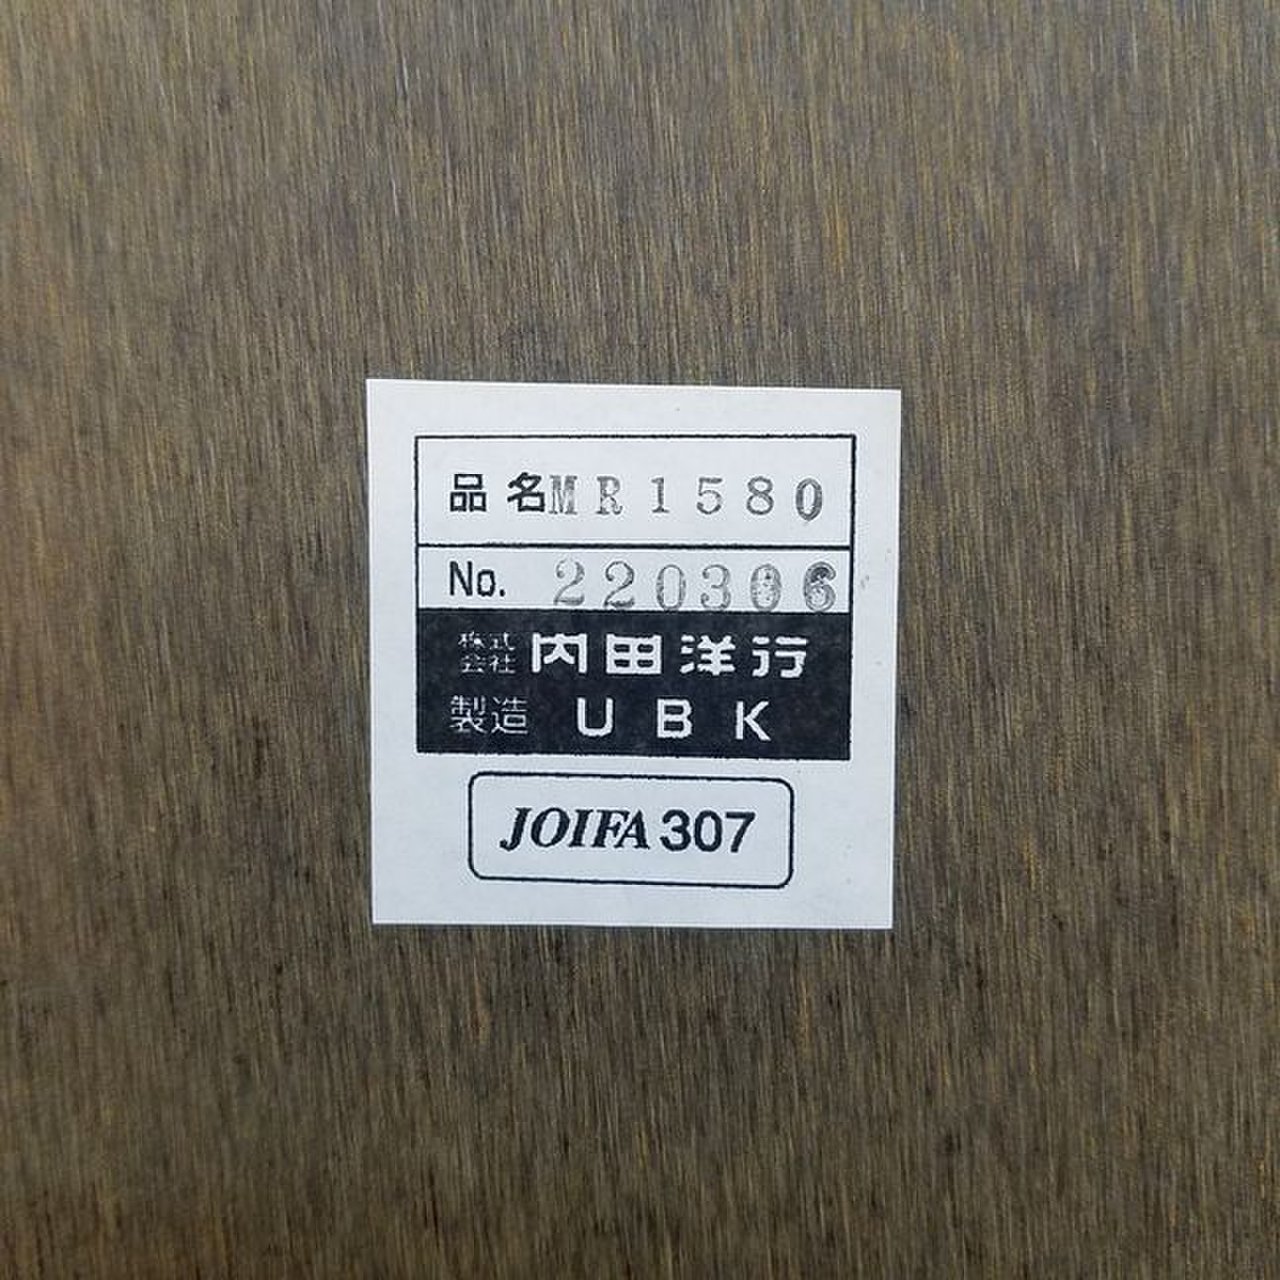 品名MR1580
No. 220306
株式会社 内田洋行
製造 UBK
JOIFA 307